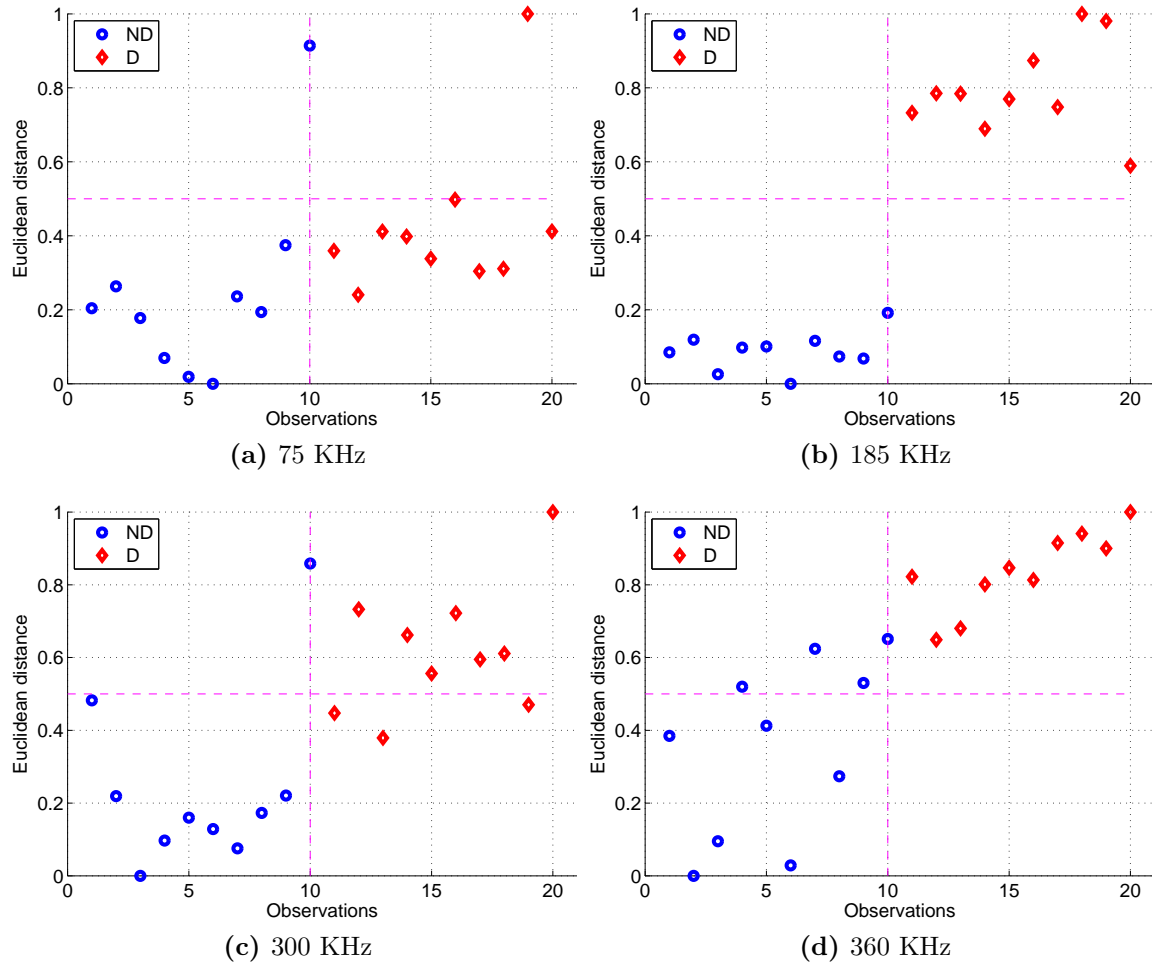 1
0.8
0.6
0.4
0.2
0
Euclidean distance
ND
D
0 5 10 15 20
Observations
(a) 75 KHz
1
0.8
0.6
0.4
0.2
0
Euclidean distance
ND
D
0 5 10 15 20
Observations
(b) 185 KHz
1
0.8
0.6
0.4
0.2
0
Euclidean distance
ND
D
0 5 10 15 20
Observations
(c) 300 KHz
1
0.8
0.6
0.4
0.2
0
Euclidean distance
ND
D
0 5 10 15 20
Observations
(d) 360 KHz